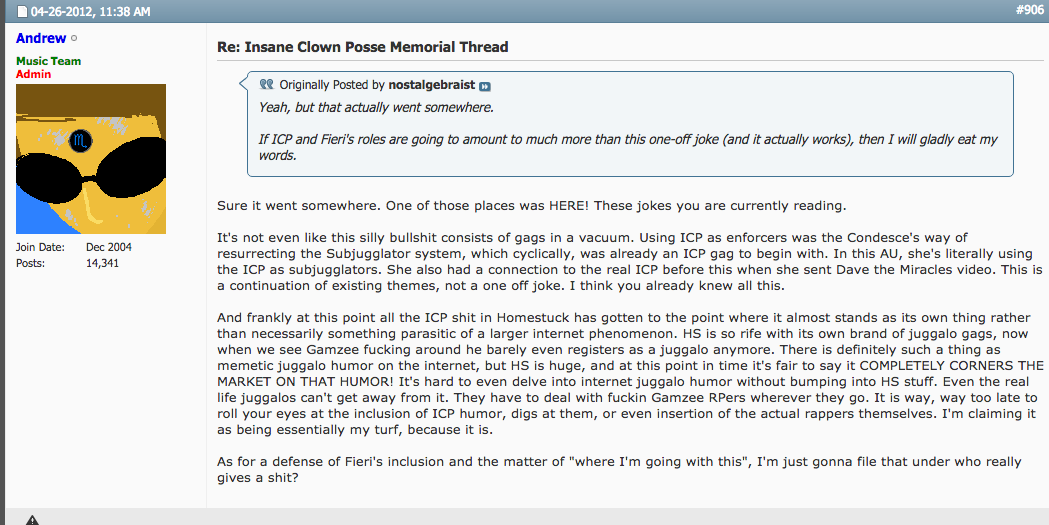 04-26-2012, 11:38 AM
#906
Andrew
Music Team
Admin
♏
Join Date: Dec 2004
Posts: 14,341
Re: Insane Clown Posse Memorial Thread
Originally Posted by nostalgebraist
Yeah, but that actually went somewhere.
If ICP and Fieri's roles are going to amount to much more than this one-off joke (and it actually works), then I will gladly eat my
words.
Sure it went somewhere. One of those places was HERE! These jokes you are currently reading.
It's not even like this silly bullshit consists of gags in a vacuum. Using ICP as enforcers was the Condesce's way of
resurrecting the Subjugglator system, which cyclically, was already an ICP gag to begin with. In this AU, she's literally using
the ICP as subjugglators. She also had a connection to the real ICP before this when she sent Dave the Miracles video. This is
a continuation of existing themes, not a one off joke. I think you already knew all this.
And frankly at this point all the ICP shit in Homestuck has gotten to the point where it almost stands as its own thing rather
than necessarily something parasitic of a larger internet phenomenon. HS is so rife with its own brand of juggalo gags, now
when we see Gamzee fucking around he barely even registers as a juggalo anymore. There is definitely such a thing as
memetic juggalo humor on the internet, but HS is huge, and at this point in time it's fair to say it COMPLETELY CORNERS THE
MARKET ON THAT HUMOR! It's hard to even delve into internet juggalo humor without bumping into HS stuff. Even the real
life juggalos can't get away from it. They have to deal with fuckin Gamzee RPers wherever they go. It is way, way too late to
roll your eyes at the inclusion of ICP humor, digs at them, or even insertion of the actual rappers themselves. I'm claiming it
as being essentially my turf, because it is.
As for a defense of Fieri's inclusion and the matter of "where I'm going with this", I'm just gonna file that under who really
gives a shit?